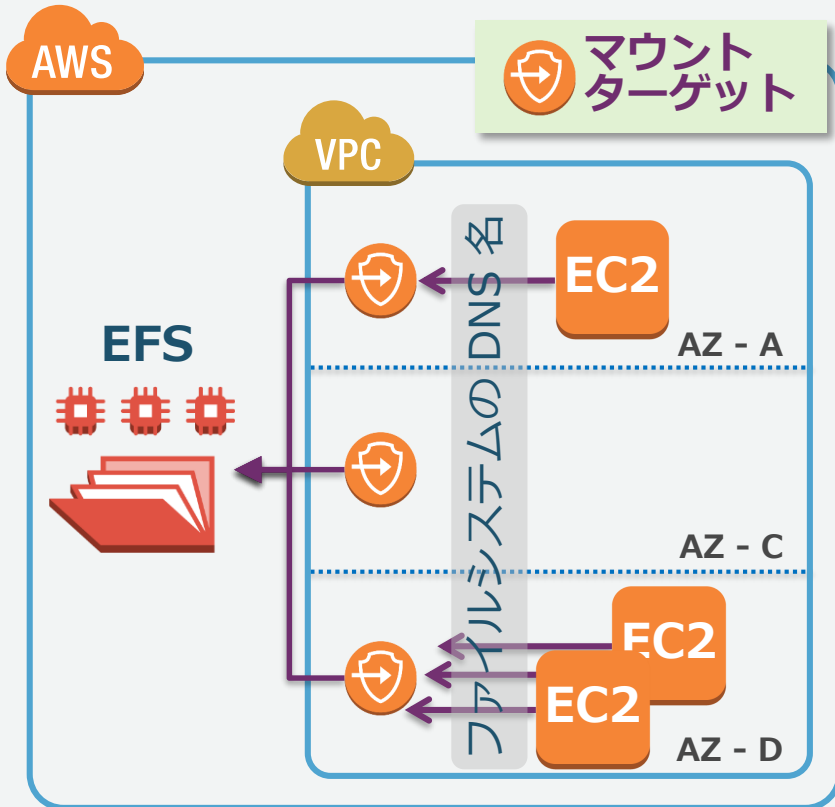 AWS
マウント
ターゲット
VPC
ファイルシステムの DNS 名
EC2
AZ - A
EFS
AZ - C
EC2
EC2
AZ - D